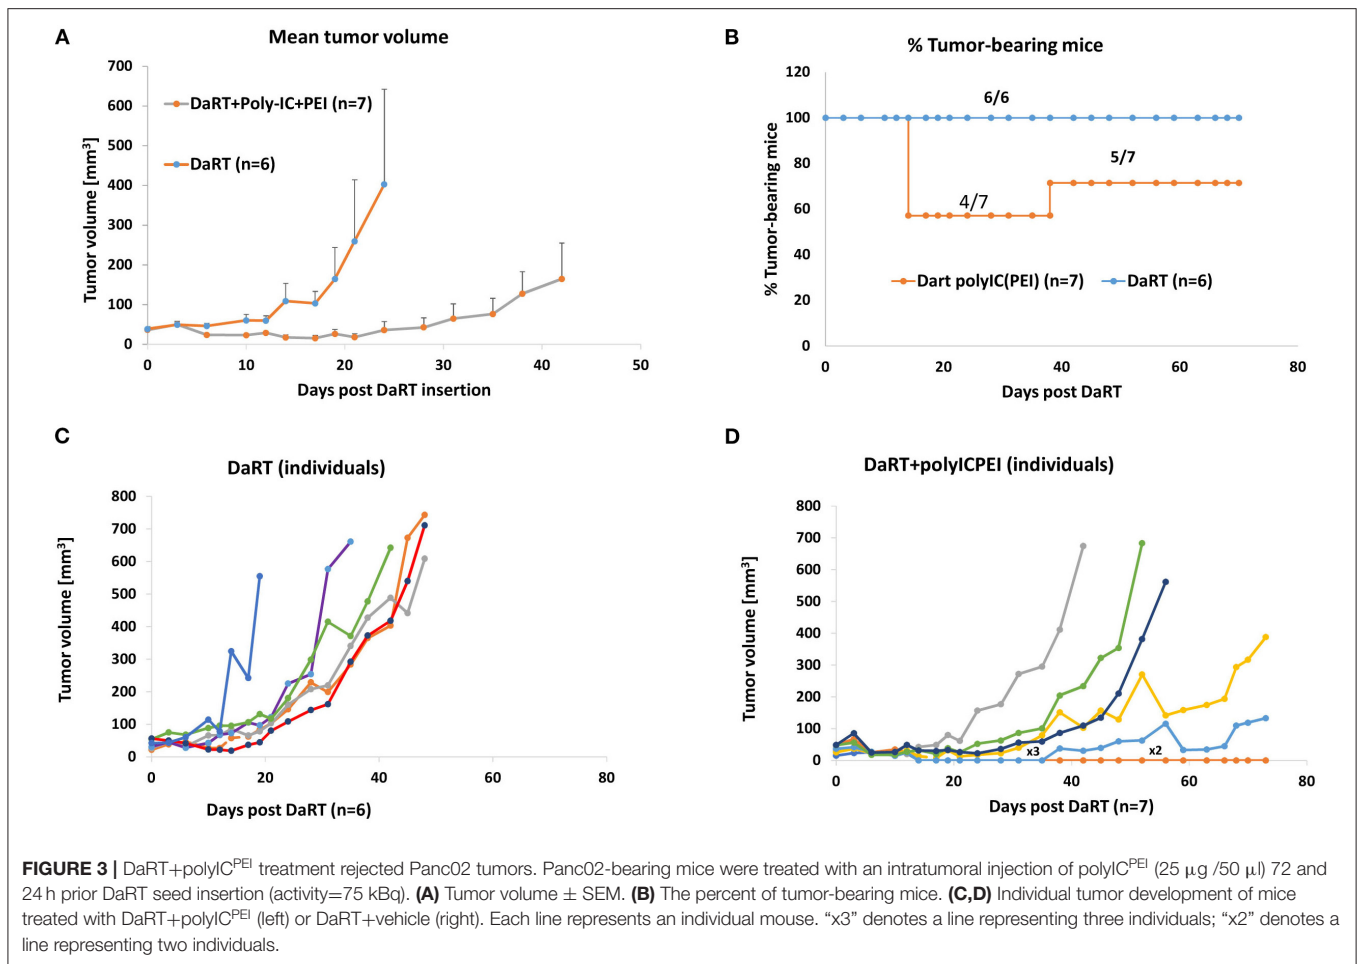 A
Mean tumor volume
700
600
500
400
300
200
100
0
Tumor volume [mm³]
DaRT+Poly-IC+PEI (n=7)
DaRT (n=6)
0 10 20 30 40 50
Days post DaRT insertion
B
% Tumor-bearing mice
120
100
80
60
40
20
0
% Tumor-bearing mice
6/6
5/7
4/7
Dart polyIC(PEI) (n=7) DaRT (n=6)
0 20 40 60 80
Days post DaRT
C
DaRT (individuals)
800
700
600
500
400
300
200
100
0
Tumor volume [mm³]
0 20 40 60 80
Days post DaRT (n=6)
D
DaRT+polyICPEI (individuals)
800
700
600
500
400
300
200
100
0
Tumor volume [mm³]
x3
x2
0 20 40 60 80
Days post DaRT (n=7)
FIGURE 3 | DaRT+polyICᴾᴱᴵ treatment rejected Panc02 tumors. Panc02-bearing mice were treated with an intratumoral injection of polyICᴾᴱᴵ (25 μg /50 μl) 72 and
24 h prior DaRT seed insertion (activity=75 kBq). (A) Tumor volume ± SEM. (B) The percent of tumor-bearing mice. (C,D) Individual tumor development of mice
treated with DaRT+polyICᴾᴱᴵ (left) or DaRT+vehicle (right). Each line represents an individual mouse. “x3” denotes a line representing three individuals; “x2” denotes a
line representing two individuals.